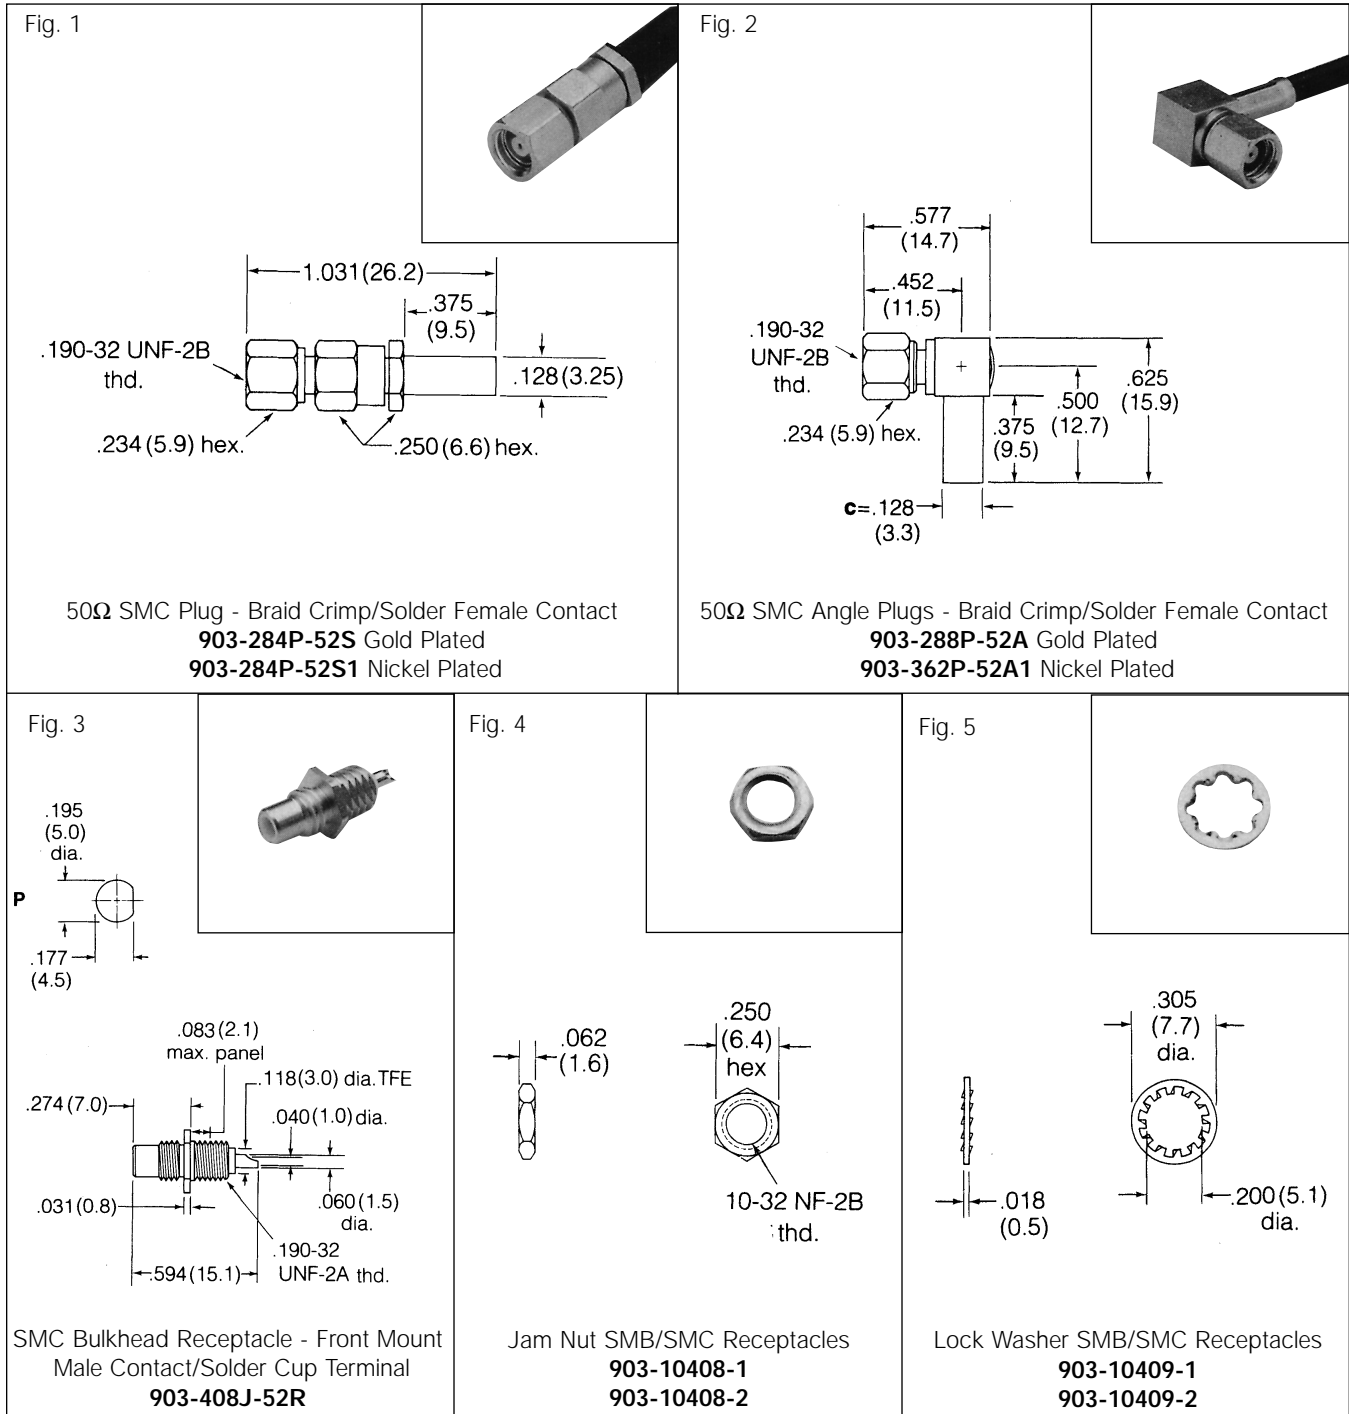 Fig. 1
1.031(26.2)
.375
(9.5)
.190-32 UNF-2B
thd.
.128(3.25)
.234(5.9) hex.
.250(6.6) hex.
50Ω SMC Plug - Braid Crimp/Solder Female Contact
903-284P-52S Gold Plated
903-284P-52S1 Nickel Plated
Fig. 2
.577
(14.7)
.452
(11.5)
.190-32
UNF-2B
thd.
.625
(15.9)
.500
(12.7)
.375
(9.5)
.234(5.9) hex.
c=.128
(3.3)
50Ω SMC Angle Plugs - Braid Crimp/Solder Female Contact
903-288P-52A Gold Plated
903-362P-52A1 Nickel Plated
Fig. 3
.195
(5.0)
dia.
P
.177
(4.5)
.083(2.1)
max. panel
.118(3.0) dia.TFE
.274(7.0)
.040(1.0)dia.
.031(0.8)
.060(1.5)
dia.
.190-32
UNF-2A thd.
.594(15.1)
SMC Bulkhead Receptacle - Front Mount
Male Contact/Solder Cup Terminal
903-408J-52R
Fig. 4
.062
(1.6)
.250
(6.4)
hex
10-32 NF-2B
thd.
Jam Nut SMB/SMC Receptacles
903-10408-1
903-10408-2
Fig. 5
.305
(7.7)
dia.
.018
(0.5)
.200(5.1)
dia.
Lock Washer SMB/SMC Receptacles
903-10409-1
903-10409-2